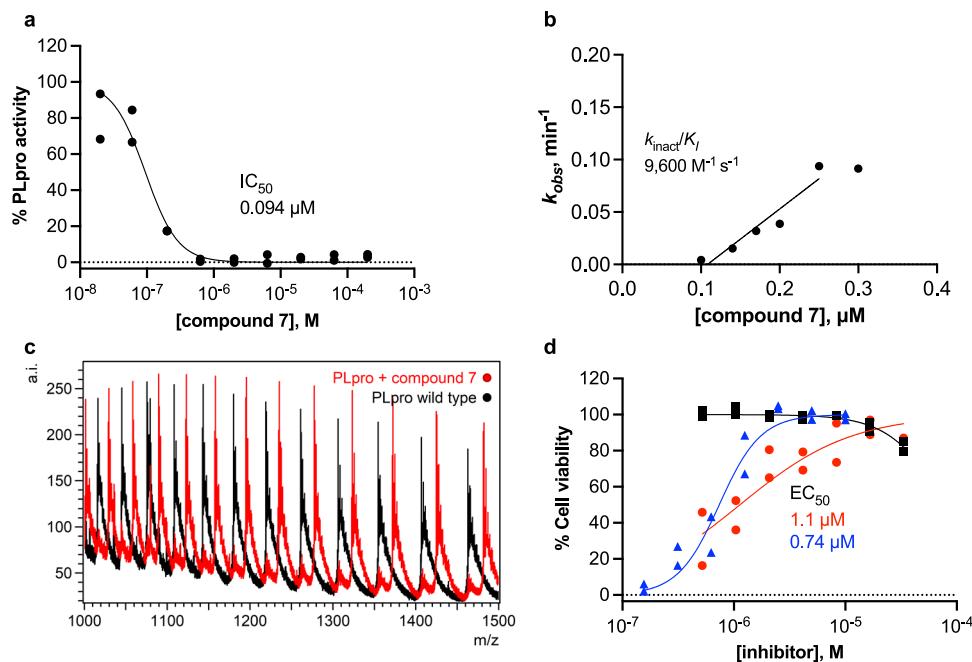 a
% PLpro activity
120
100
80
60
40
20
0
IC50
0.094 µM
10-8
10-7
10-6
10-5
10-4
10-3
[compound 7], M
b
kobs, min-1
0.20
0.15
0.10
0.05
0.00
kinact/KI
9,600 M-1 s-1
0.0
0.1
0.2
0.3
0.4
[compound 7], µM
c
a.i.
250
200
150
100
50
PLpro + compound 7
PLpro wild type
1000
1100
1200
1300
1400
1500
m/z
d
% Cell viability
120
100
80
60
40
20
0
EC50
1.1 µM
0.74 µM
10-7
10-6
10-5
10-4
[inhibitor], M